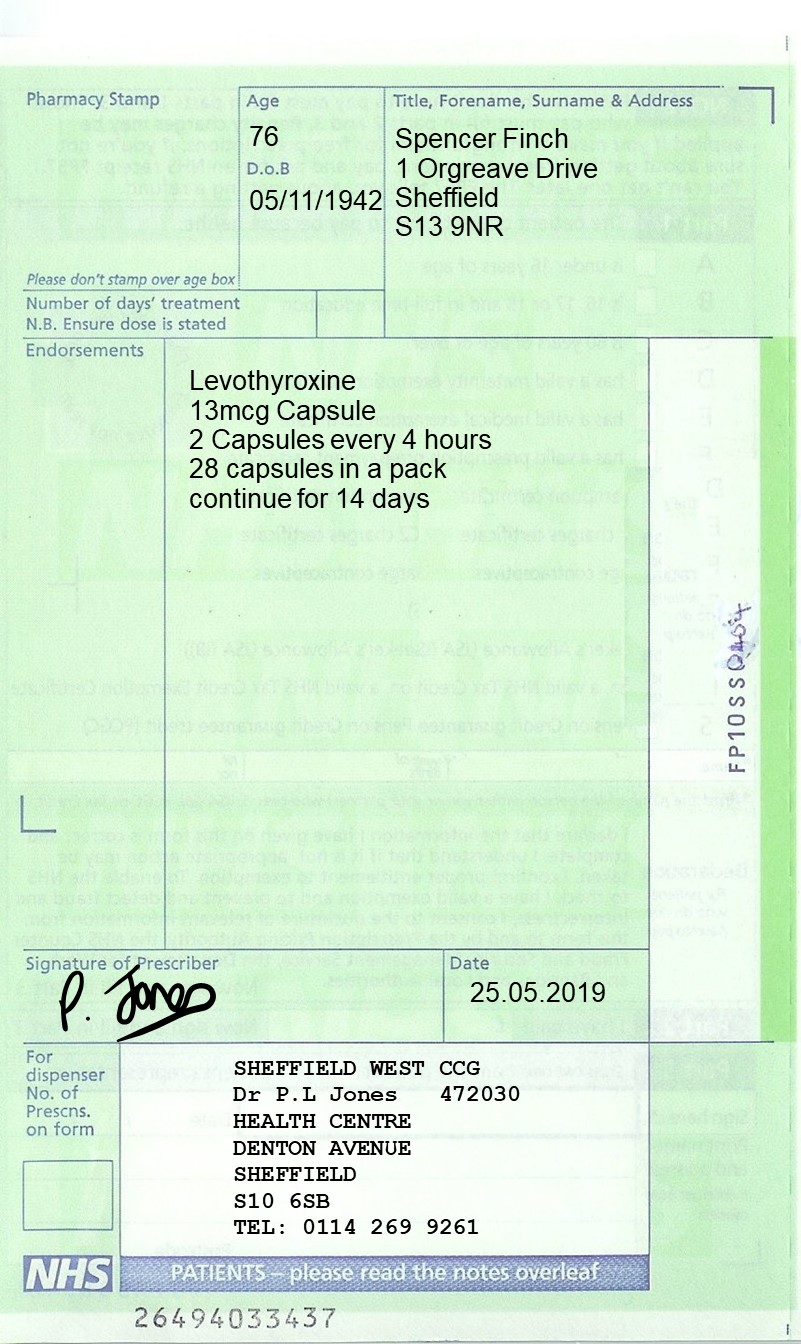 Pharmacy Stamp
Age
76
D.o.B
05/11/1942
Title, Forename, Surname & Address
Spencer Finch
1 Orgreave Drive
Sheffield
S13 9NR
Please don't stamp over age box
Number of days' treatment
N.B. Ensure dose is stated
Endorsements
Levothyroxine
13mcg Capsule
2 Capsules every 4 hours
28 capsules in a pack
continue for 14 days
Signature of Prescriber
P. Jones
Date
25.05.2019
For
dispenser
No. of
Prescns.
on form
SHEFFIELD WEST CCG
Dr P.L Jones 472030
HEALTH CENTRE
DENTON AVENUE
SHEFFIELD
S10 6SB
TEL: 0114 269 9261
NHS
PATIENTS – please read the notes overleaf
26494033437